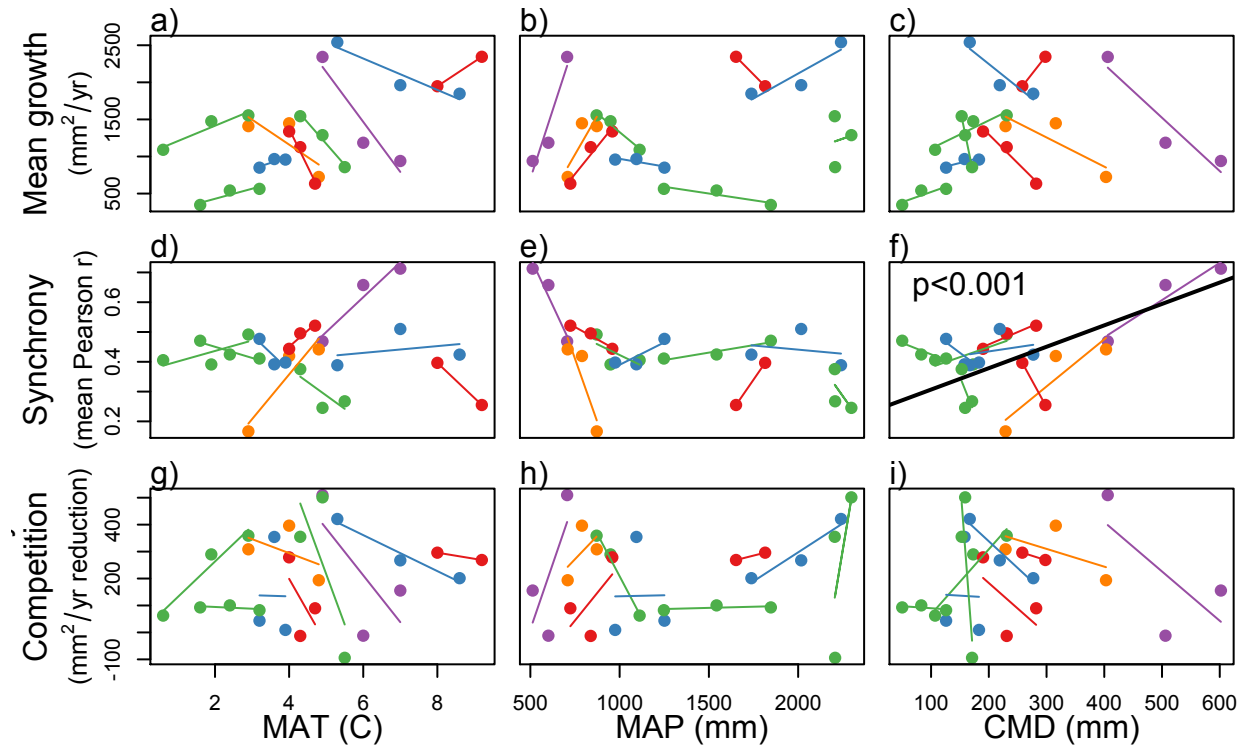 a) b) c)
Mean growth
(mm²/yr)
500 1500 2500
d) e) f)
p<0.001
Synchrony
(mean Pearson r)
0.2 0.4 0.6
g) h) i)
Competition
(mm²/yr reduction)
-100 200 400
2 4 6 8
500 1000 1500 2000
100 200 300 400 500 600
MAT (C) MAP (mm) CMD (mm)